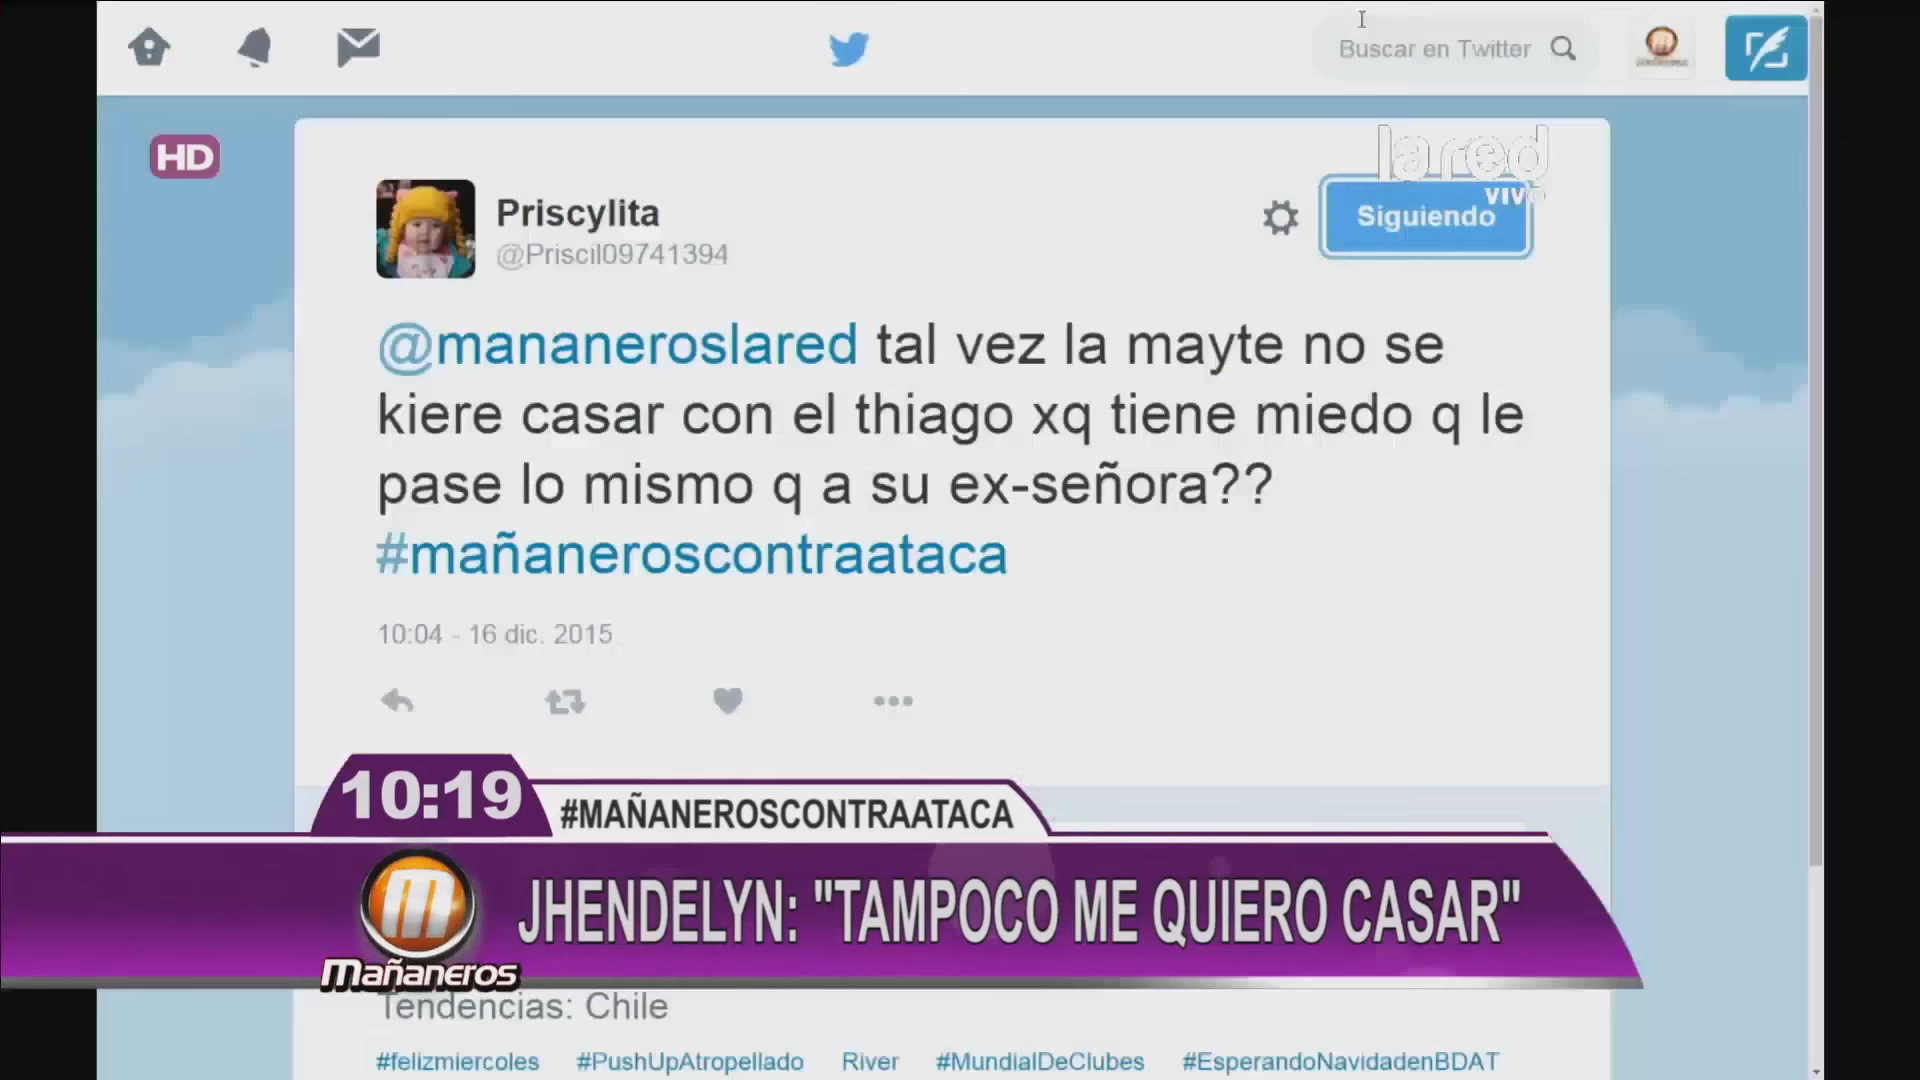 Buscar en Twitter
HD
lared
VIVO
Priscylita
@Priscil09741394
Siguiendo
@mananeroslared tal vez la mayte no se
kiere casar con el thiago xq tiene miedo q le
pase lo mismo q a su ex-señora??
#mañaneroscontraataca
10:04 - 16 dic. 2015
10:19
#MAÑANEROSCONTRAATACA
JHENDELYN: "TAMPOCO ME QUIERO CASAR"
Mañaneros
Tendencias: Chile
#felizmiercoles #PushUpAtropellado River #MundialDeClubes #EsperandoNavidadenBDAT